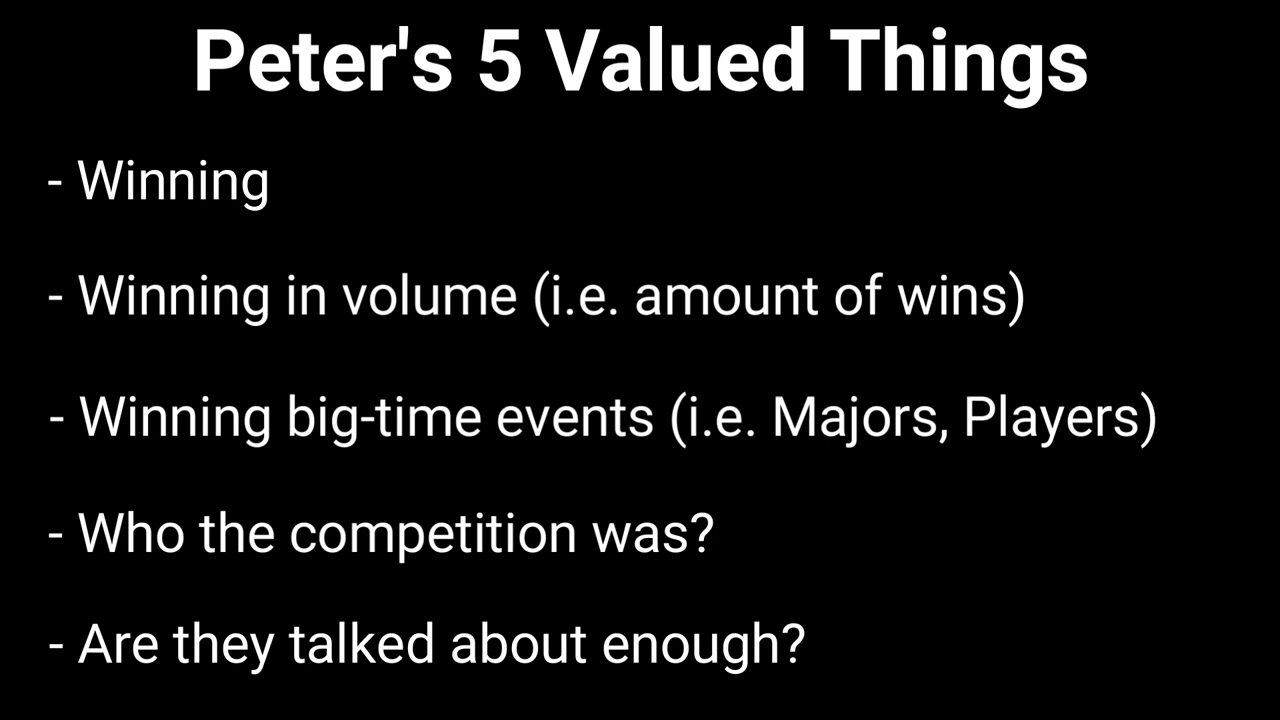 Peter's 5 Valued Things
- Winning
- Winning in volume (i.e. amount of wins)
- Winning big-time events (i.e. Majors, Players)
- Who the competition was?
- Are they talked about enough?